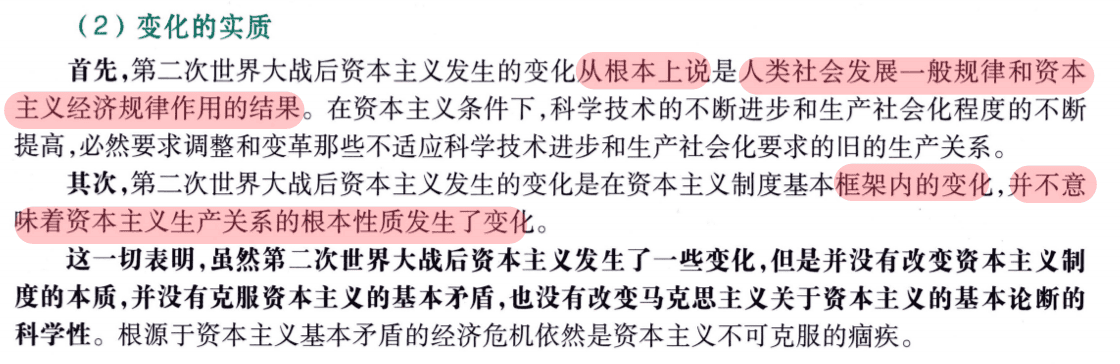 （2）变化的实质
首先，第二次世界大战后资本主义发生的变化从根本上说是人类社会发展一般规律和资本
主义经济规律作用的结果。在资本主义条件下，科学技术的不断进步和生产社会化程度的不断
提高，必然要求调整和变革那些不适应科学技术进步和生产社会化要求的旧的生产关系。
其次，第二次世界大战后资本主义发生的变化是在资本主义制度基本框架内的变化，并不意
味着资本主义生产关系的根本性质发生了变化。
这一切表明，虽然第二次世界大战后资本主义发生了一些变化，但是并没有改变资本主义制
度的本质，并没有克服资本主义的基本矛盾，也没有改变马克思主义关于资本主义的基本论断的
科学性。根源于资本主义基本矛盾的经济危机依然是资本主义不可克服的痼疾。